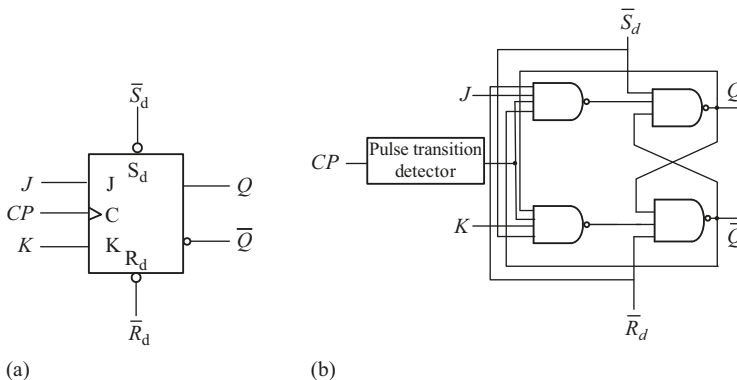 S̅d
Sd
J
J
Q
CP
C
K
K
Q̅
Rd
R̅d
(a)
S̅d
J
Q
CP
Pulse transition
detector
K
Q̅
R̅d
(b)